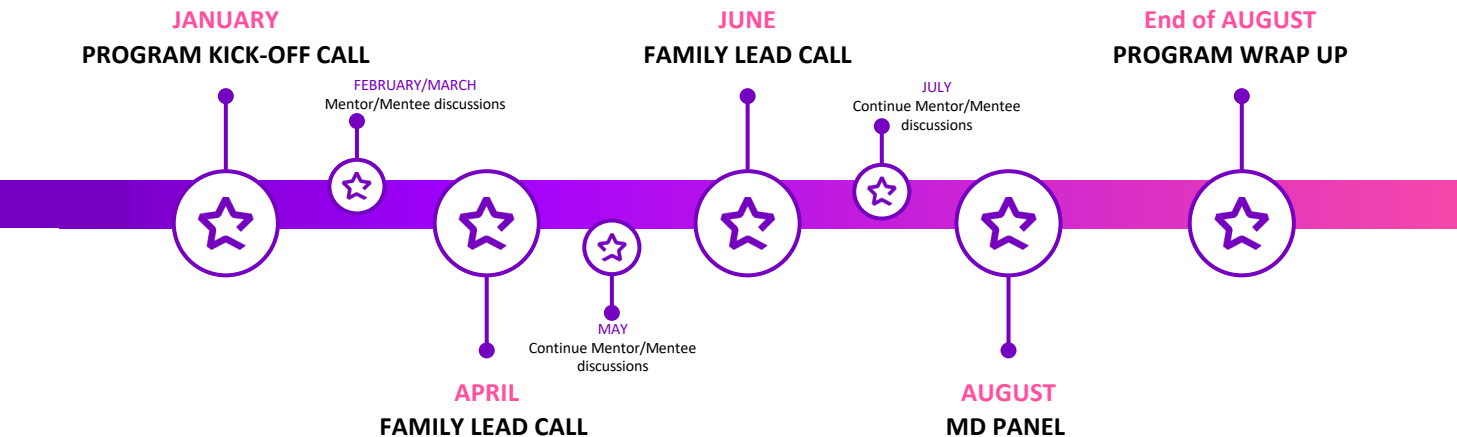 JANUARY
PROGRAM KICK-OFF CALL
FEBRUARY/MARCH
Mentor/Mentee discussions
APRIL
FAMILY LEAD CALL
MAY
Continue Mentor/Mentee
discussions
JUNE
FAMILY LEAD CALL
JULY
Continue Mentor/Mentee
discussions
AUGUST
MD PANEL
End of AUGUST
PROGRAM WRAP UP